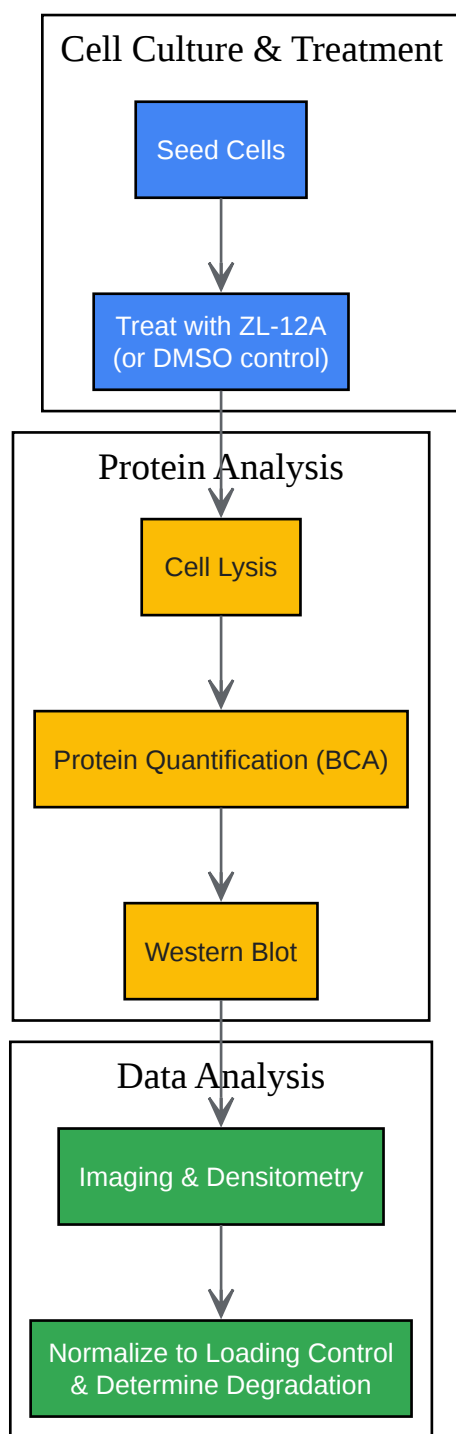 Cell Culture & Treatment
Seed Cells
Treat with ZL-12A
(or DMSO control)
Protein Analysis
Cell Lysis
Protein Quantification (BCA)
Western Blot
Data Analysis
Imaging & Densitometry
Normalize to Loading Control
& Determine Degradation